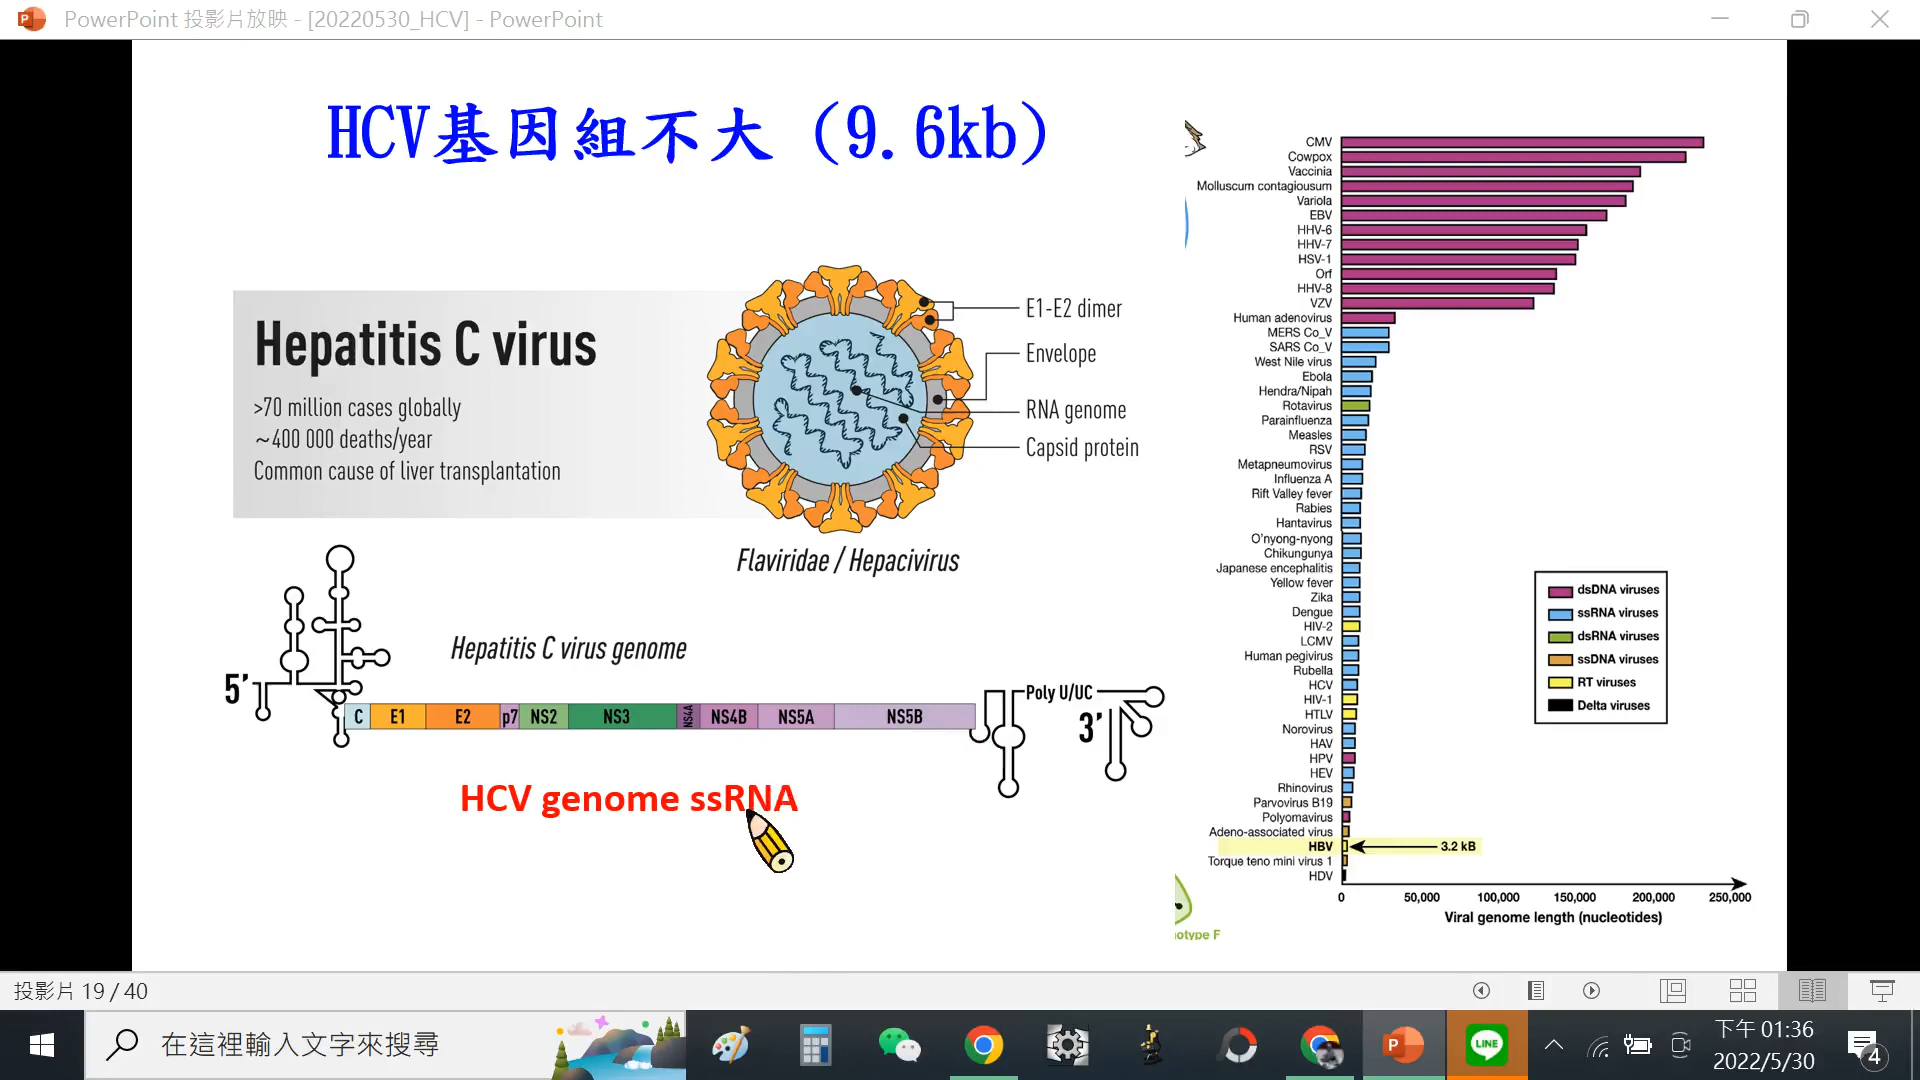 PowerPoint 投影片放映 - [20220530_HCV] - PowerPoint
HCV基因組不大（9.6kb）
Hepatitis C virus
>70 million cases globally
~400 000 deaths/year
Common cause of liver transplantation
E1-E2 dimer
Envelope
RNA genome
Capsid protein
Flaviridae / Hepacivirus
Hepatitis C virus genome
5’
C E1 E2 p7 NS2 NS3 NS4A NS4B NS5A NS5B
Poly U/UC
3’
HCV genome ssRNA
CMV
Cowpox
Vaccinia
Molluscum contagiousum
Variola
EBV
HHV-6
HHV-7
HSV-1
Orf
HHV-8
VZV
Human adenovirus
MERS Co_V
SARS Co_V
West Nile virus
Ebola
Hendra/Nipah
Rotavirus
Parainfluenza
Measles
RSV
Metapneumovirus
Influenza A
Rift Valley fever
Rabies
Hantavirus
O’nyong-nyong
Chikungunya
Japanese encephalitis
Yellow fever
Zika
Dengue
HIV-2
LCMV
Human pegivirus
Rubella
HCV
HIV-1
HTLV
Norovirus
HAV
HPV
HEV
Rhinovirus
Parvovirus B19
Polyomavirus
Adeno-associated virus
HBV 3.2 kB
Torque teno mini virus 1
HDV
0 50,000 100,000 150,000 200,000 250,000
Viral genome length (nucleotides)
dsDNA viruses
ssRNA viruses
dsRNA viruses
ssDNA viruses
RT viruses
Delta viruses
otype F
投影片 19 / 40
在這裡輸入文字來搜尋
LINE
下午 01:36
2022/5/30
4